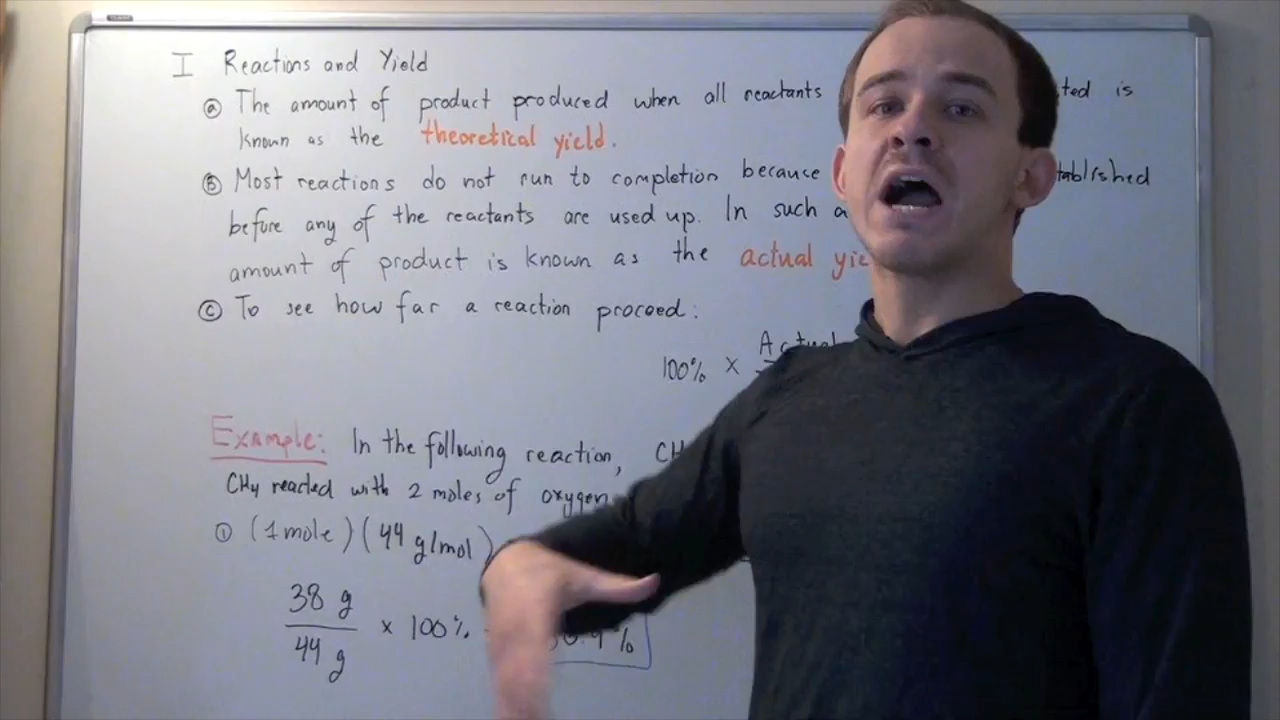 I Reactions and Yield
ⓐ The amount of product produced when all reactants ted is
known as the theoretical yield.
ⓑ Most reactions do not run to completion because tablished
before any of the reactants are used up. In such a
amount of product is known as the actual yie
ⓒ To see how far a reaction proceed:
100% x Actual
Example: In the following reaction, CH
CH4 reacted with 2 moles of oxygen
① (1 mole)(44 g/mol)
38 g
44 g
x 100%
%